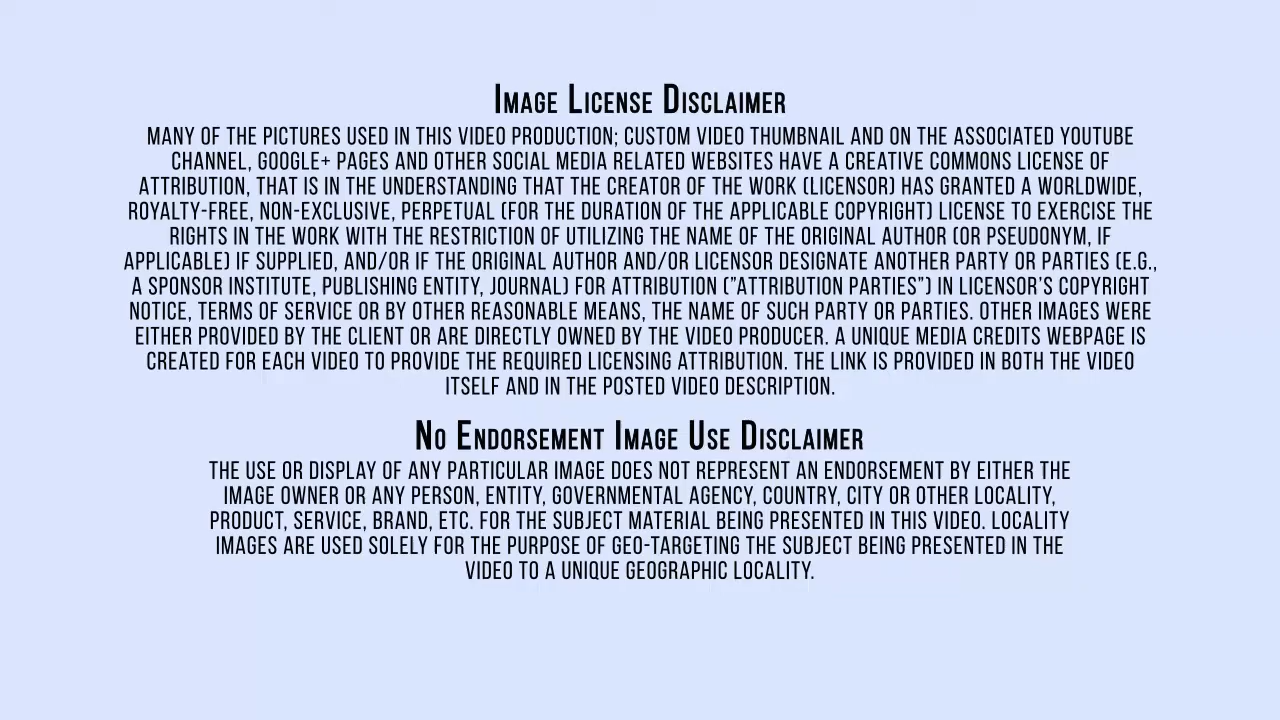 Image License Disclaimer
MANY OF THE PICTURES USED IN THIS VIDEO PRODUCTION; CUSTOM VIDEO THUMBNAIL AND ON THE ASSOCIATED YOUTUBE
CHANNEL, GOOGLE+ PAGES AND OTHER SOCIAL MEDIA RELATED WEBSITES HAVE A CREATIVE COMMONS LICENSE OF
ATTRIBUTION, THAT IS IN THE UNDERSTANDING THAT THE CREATOR OF THE WORK (LICENSOR) HAS GRANTED A WORLDWIDE,
ROYALTY-FREE, NON-EXCLUSIVE, PERPETUAL (FOR THE DURATION OF THE APPLICABLE COPYRIGHT) LICENSE TO EXERCISE THE
RIGHTS IN THE WORK WITH THE RESTRICTION OF UTILIZING THE NAME OF THE ORIGINAL AUTHOR (OR PSEUDONYM, IF
APPLICABLE) IF SUPPLIED, AND/OR IF THE ORIGINAL AUTHOR AND/OR LICENSOR DESIGNATE ANOTHER PARTY OR PARTIES (E.G.,
A SPONSOR INSTITUTE, PUBLISHING ENTITY, JOURNAL) FOR ATTRIBUTION ("ATTRIBUTION PARTIES") IN LICENSOR'S COPYRIGHT
NOTICE, TERMS OF SERVICE OR BY OTHER REASONABLE MEANS, THE NAME OF SUCH PARTY OR PARTIES. OTHER IMAGES WERE
EITHER PROVIDED BY THE CLIENT OR ARE DIRECTLY OWNED BY THE VIDEO PRODUCER. A UNIQUE MEDIA CREDITS WEBPAGE IS
CREATED FOR EACH VIDEO TO PROVIDE THE REQUIRED LICENSING ATTRIBUTION. THE LINK IS PROVIDED IN BOTH THE VIDEO
ITSELF AND IN THE POSTED VIDEO DESCRIPTION.
No Endorsement Image Use Disclaimer
THE USE OR DISPLAY OF ANY PARTICULAR IMAGE DOES NOT REPRESENT AN ENDORSEMENT BY EITHER THE
IMAGE OWNER OR ANY PERSON, ENTITY, GOVERNMENTAL AGENCY, COUNTRY, CITY OR OTHER LOCALITY,
PRODUCT, SERVICE, BRAND, ETC. FOR THE SUBJECT MATERIAL BEING PRESENTED IN THIS VIDEO. LOCALITY
IMAGES ARE USED SOLELY FOR THE PURPOSE OF GEO-TARGETING THE SUBJECT BEING PRESENTED IN THE
VIDEO TO A UNIQUE GEOGRAPHIC LOCALITY.